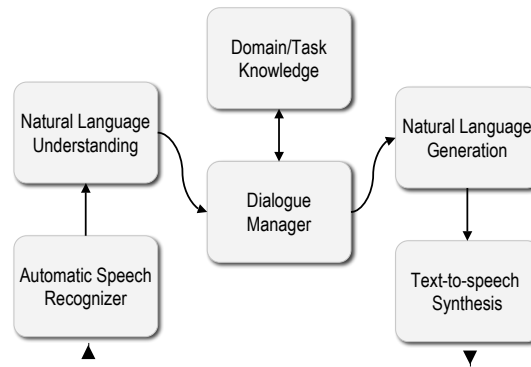 Domain/Task
Knowledge
Natural Language
Understanding
Natural Language
Generation
Dialogue
Manager
Automatic Speech
Recognizer
Text-to-speech
Synthesis